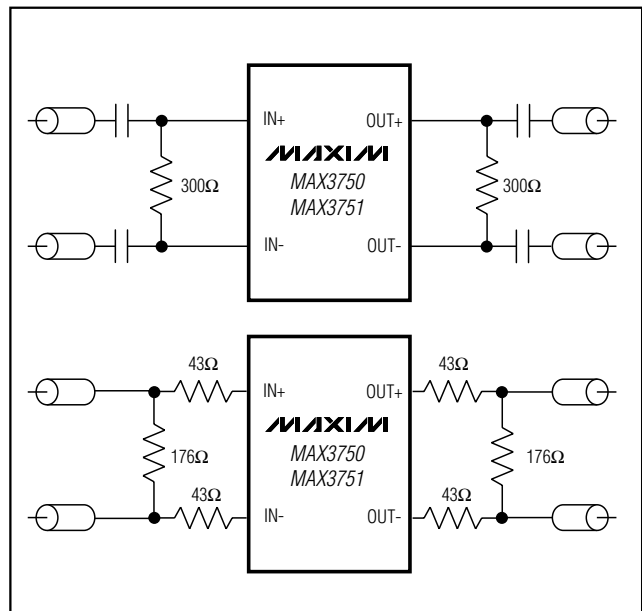 IN+ OUT+
MAXIM
300Ω MAX3750 300Ω
MAX3751
IN- OUT-
43Ω 43Ω
IN+ OUT+
MAXIM
176Ω MAX3750 176Ω
MAX3751
43Ω 43Ω
IN- OUT-